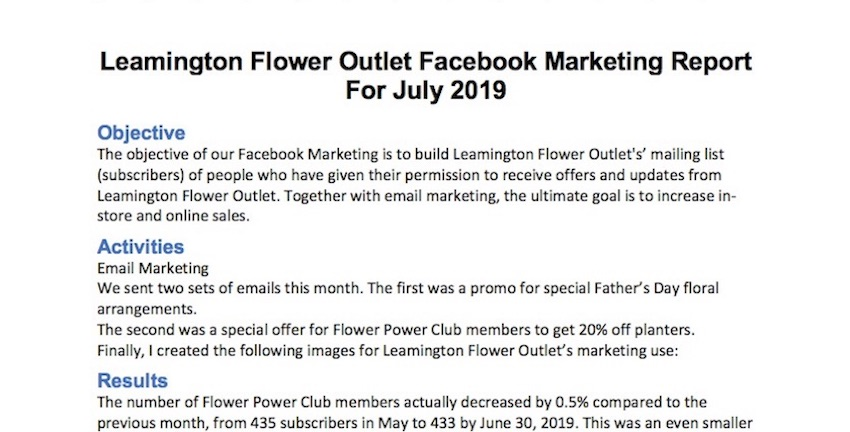 Leamington Flower Outlet Facebook Marketing Report
For July 2019
Objective
The objective of our Facebook Marketing is to build Leamington Flower Outlet's’ mailing list
(subscribers) of people who have given their permission to receive offers and updates from
Leamington Flower Outlet. Together with email marketing, the ultimate goal is to increase in-
store and online sales.
Activities
Email Marketing
We sent two sets of emails this month. The first was a promo for special Father’s Day floral
arrangements.
The second was a special offer for Flower Power Club members to get 20% off planters.
Finally, I created the following images for Leamington Flower Outlet’s marketing use:
Results
The number of Flower Power Club members actually decreased by 0.5% compared to the
previous month, from 435 subscribers in May to 433 by June 30, 2019. This was an even smaller